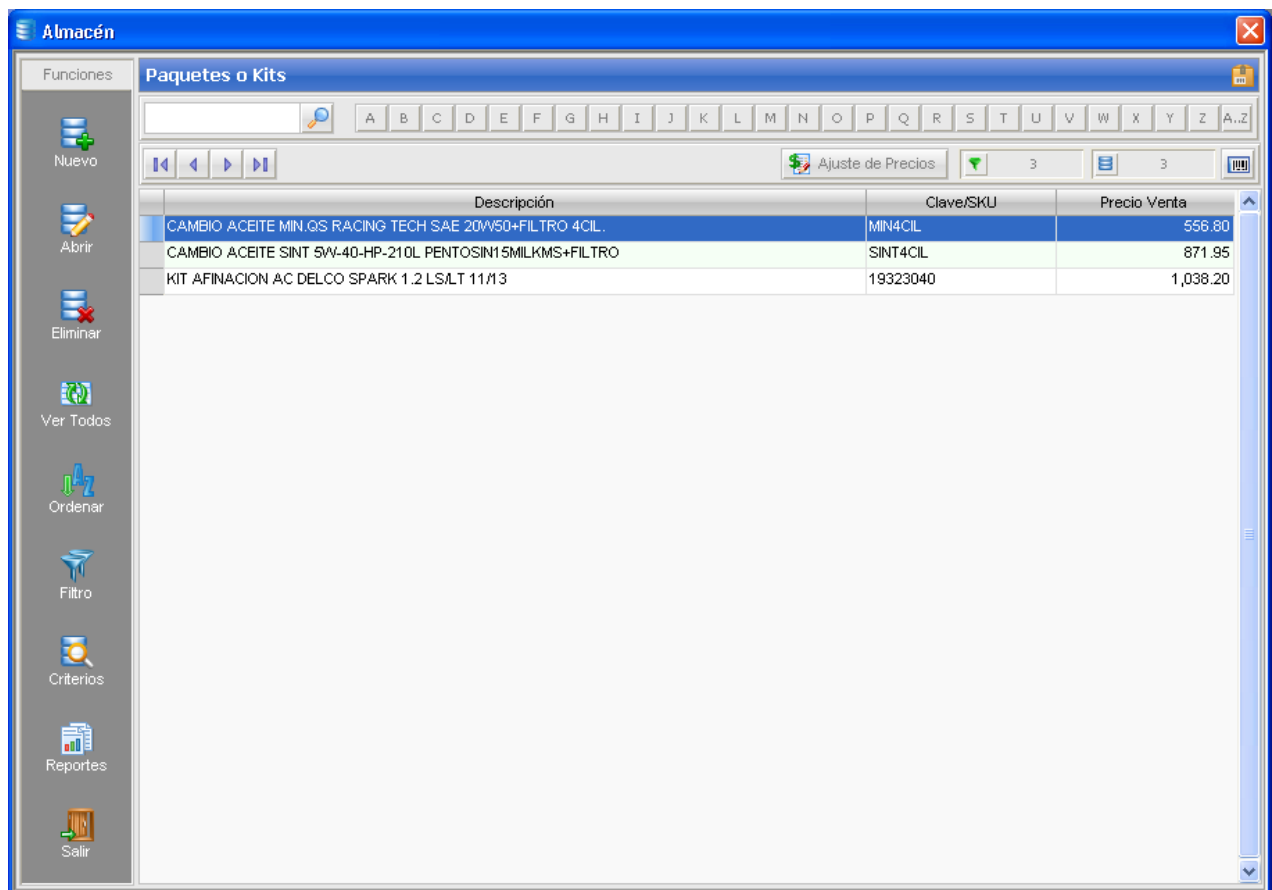 Almacén
Funciones
Paquetes o Kits
A B C D E F G H I J K L M N O P Q R S T U V W X Y Z A..Z
Nuevo
Ajuste de Precios 3 3
Descripción Clave/SKU Precio Venta
CAMBIO ACEITE MIN.QS RACING TECH SAE 20W50+FILTRO 4CIL. MIN4CIL 556.80
CAMBIO ACEITE SINT 5W-40-HP-210L PENTOSIN15MILKMS+FILTRO SINT4CIL 871.95
KIT AFINACION AC DELCO SPARK 1.2 LS/LT 11/13 19323040 1,038.20
Abrir
Eliminar
Ver Todos
Ordenar
Filtro
Criterios
Reportes
Salir